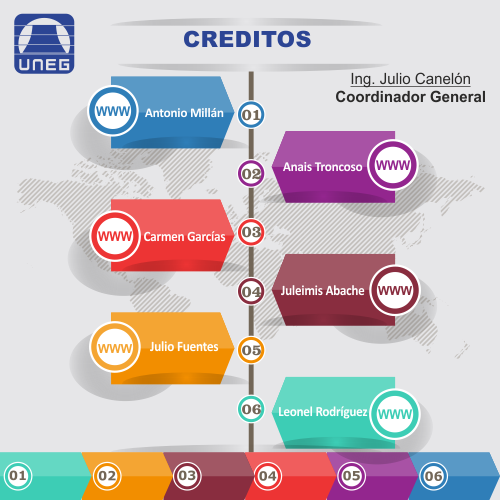 UNEG
CREDITOS
Ing. Julio Canelón
Coordinador General
WWW Antonio Millán 01
02 Anais Troncoso WWW
WWW Carmen Garcías 03
04 Juleimis Abache WWW
WWW Julio Fuentes 05
06 Leonel Rodríguez WWW
01 02 03 04 05 06